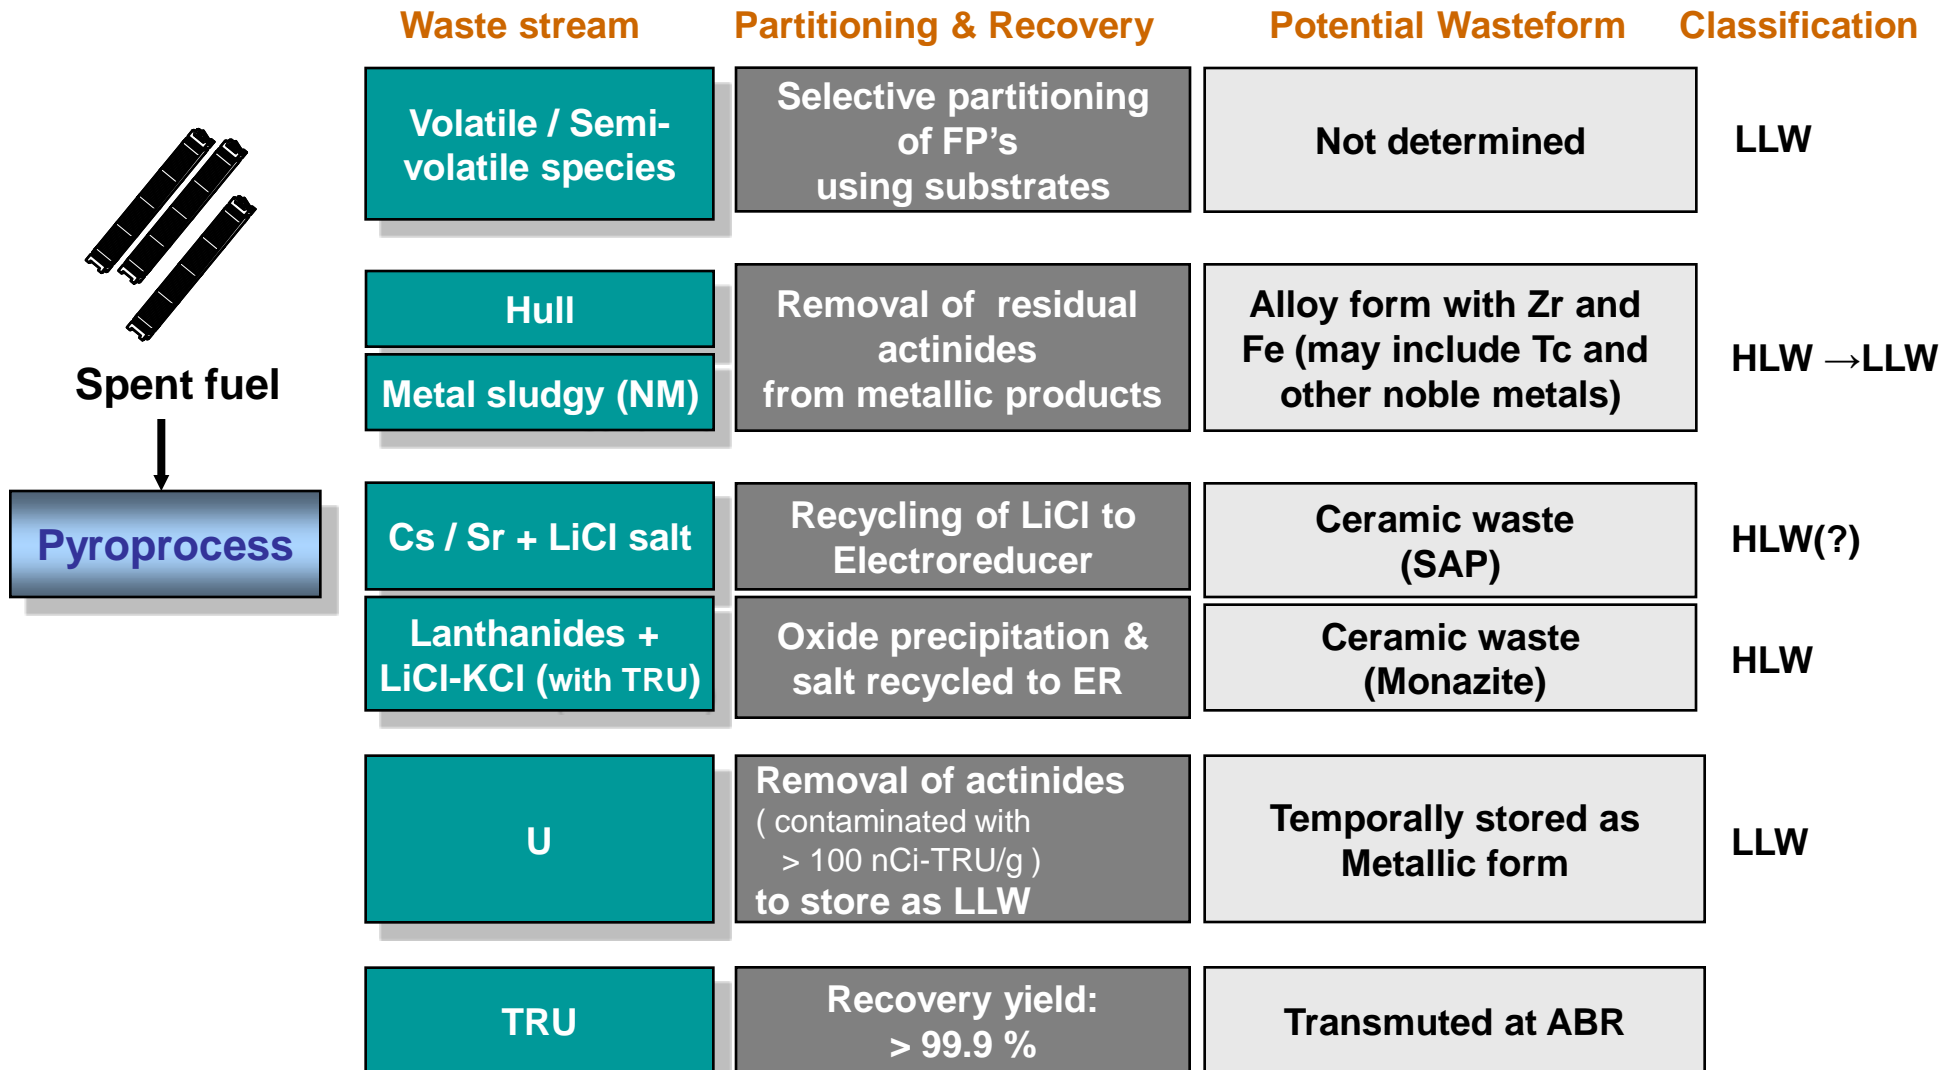 Waste stream
Partitioning & Recovery
Potential Wasteform
Classification
Spent fuel
Pyroprocess
Volatile / Semi-
volatile species
Selective partitioning
of FP’s
using substrates
Not determined
LLW
Hull
Metal sludgy (NM)
Removal of residual
actinides
from metallic products
Alloy form with Zr and
Fe (may include Tc and
other noble metals)
HLW →LLW
Cs / Sr + LiCl salt
Recycling of LiCl to
Electroreducer
Ceramic waste
(SAP)
HLW(?)
Lanthanides +
LiCl-KCl (with TRU)
Oxide precipitation &
salt recycled to ER
Ceramic waste
(Monazite)
HLW
U
Removal of actinides
( contaminated with
> 100 nCi-TRU/g )
to store as LLW
Temporally stored as
Metallic form
LLW
TRU
Recovery yield:
> 99.9 %
Transmuted at ABR